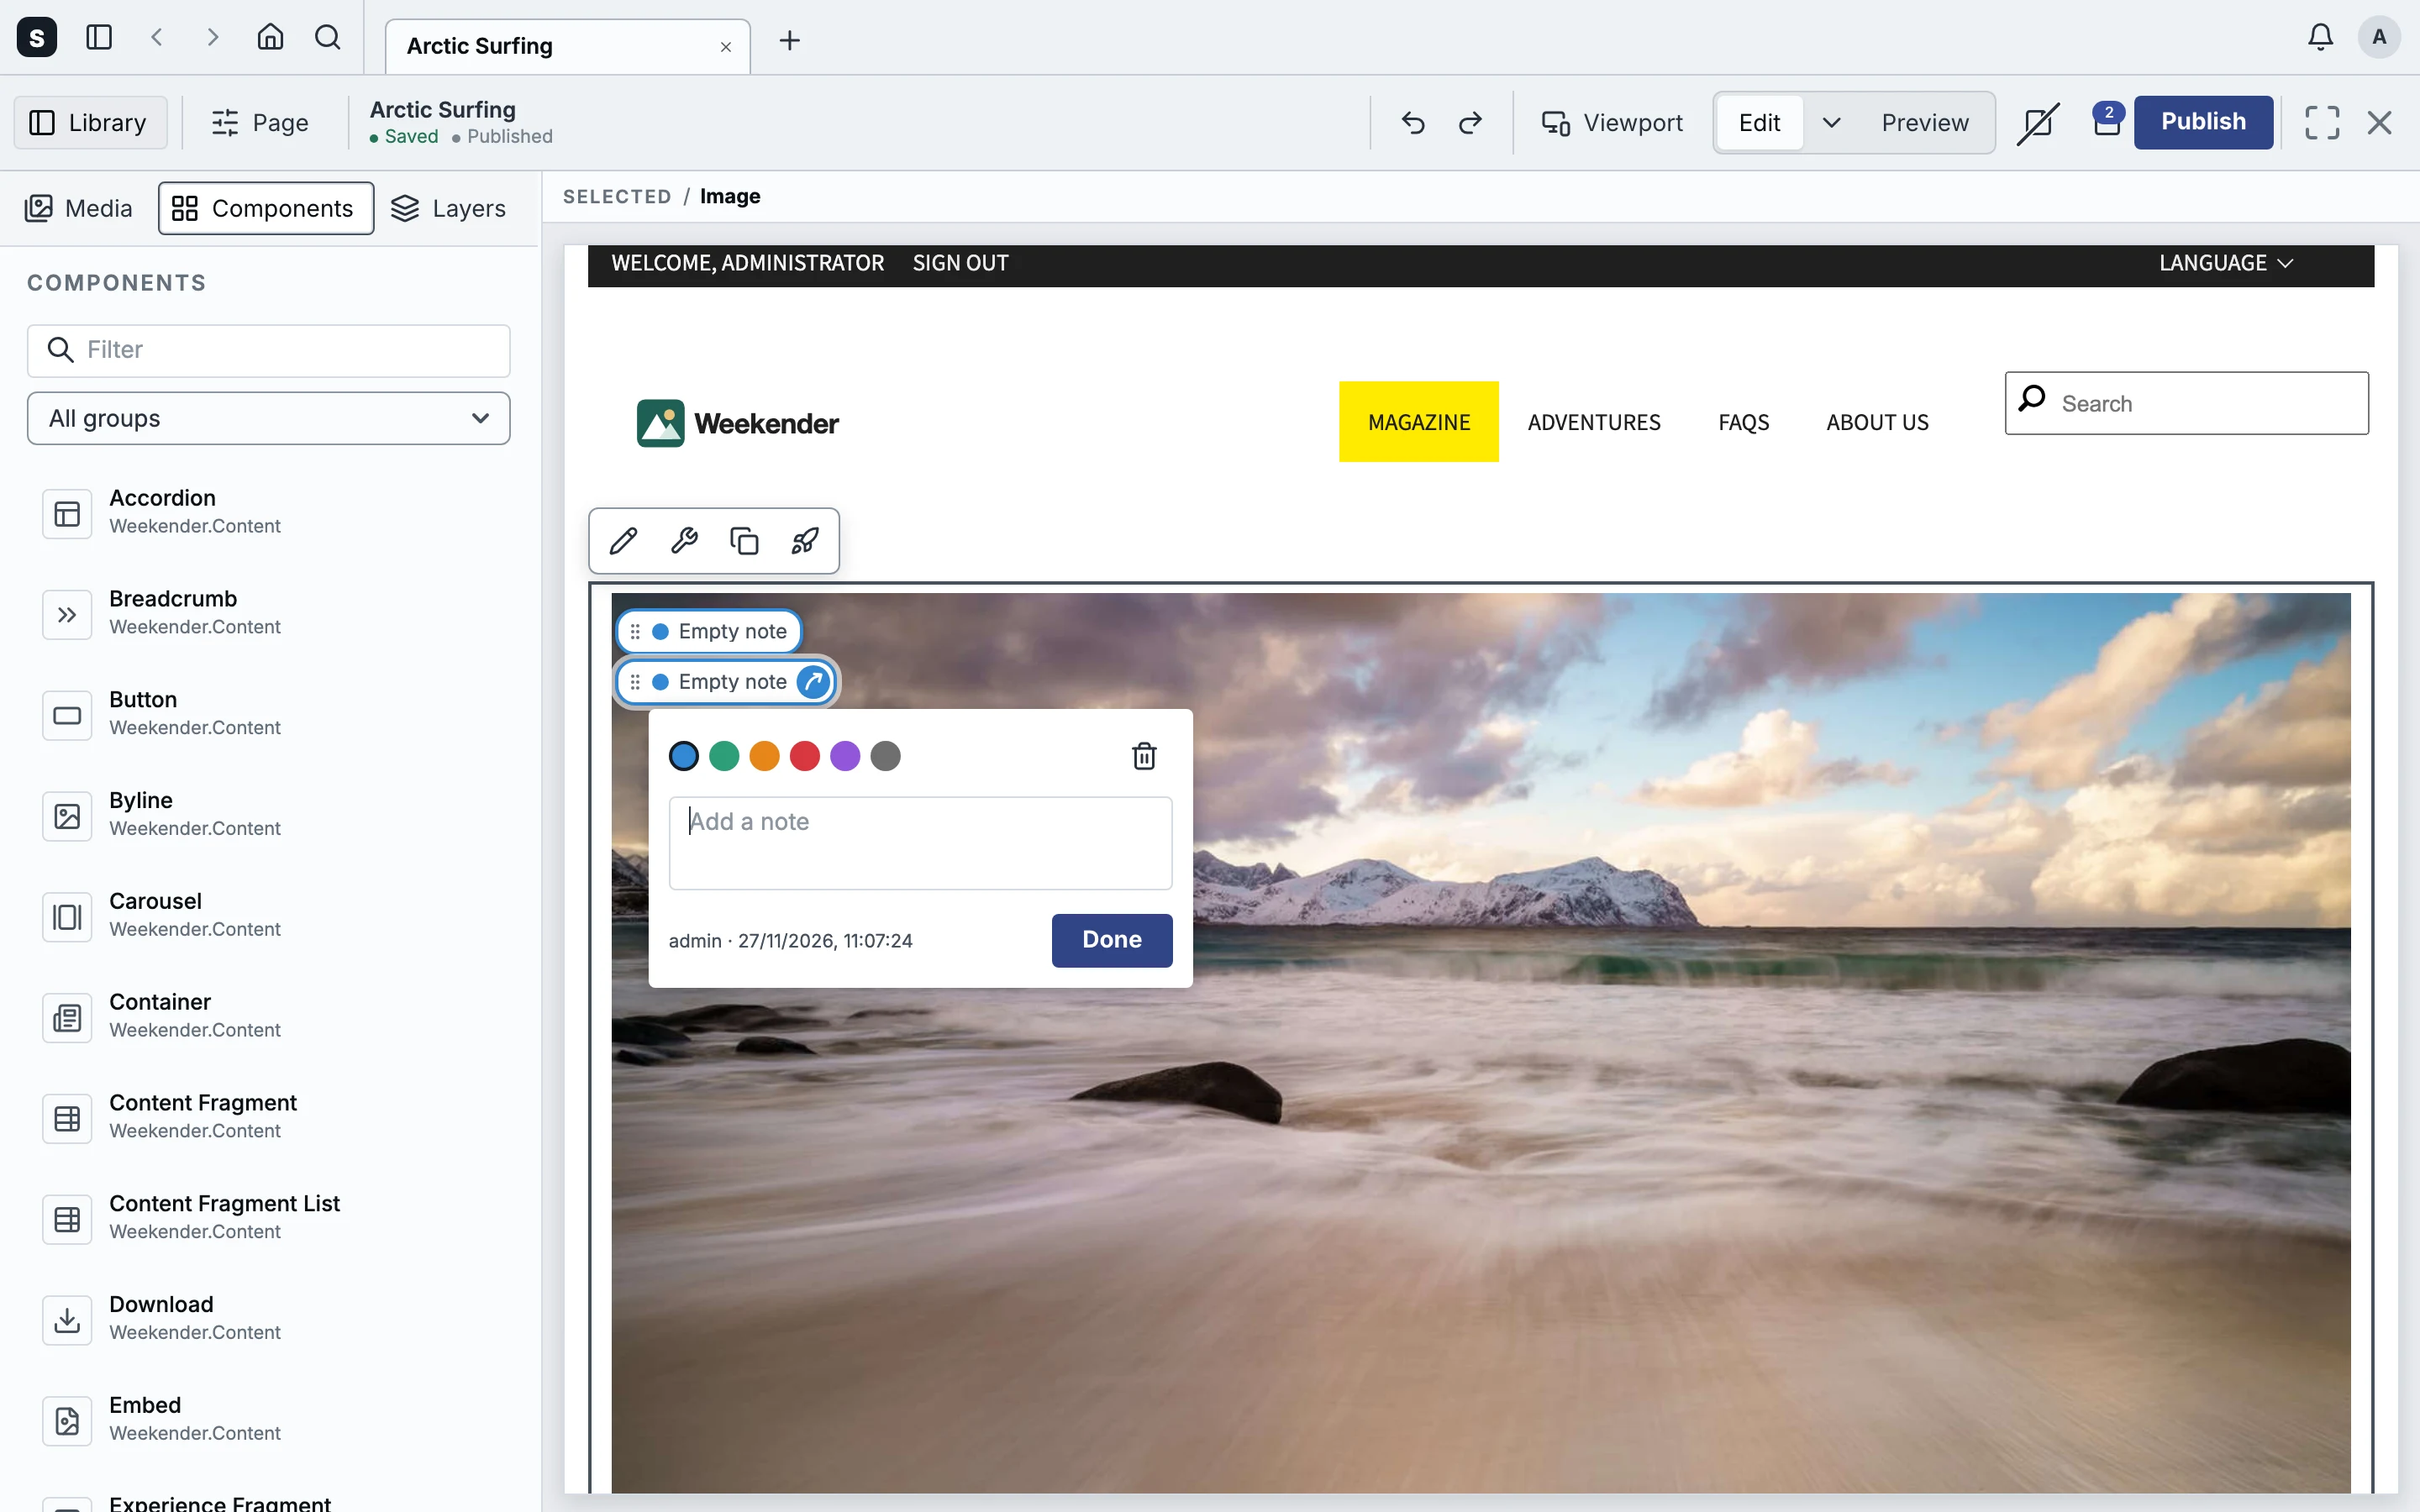 S
Arctic Surfing
A
Library
Page
Arctic Surfing
Saved
Published
Viewport
Edit
Preview
2
Publish
Media
Components
Layers
SELECTED / Image
COMPONENTS
Filter
All groups
Accordion
Weekender.Content
Breadcrumb
Weekender.Content
Button
Weekender.Content
Byline
Weekender.Content
Carousel
Weekender.Content
Container
Weekender.Content
Content Fragment
Weekender.Content
Content Fragment List
Weekender.Content
Download
Weekender.Content
Embed
Weekender.Content
Experience Fragment
WELCOME, ADMINISTRATOR
SIGN OUT
LANGUAGE
Weekender
MAGAZINE
ADVENTURES
FAQS
ABOUT US
Search
Empty note
Empty note
Add a note
admin · 27/11/2026, 11:07:24
Done